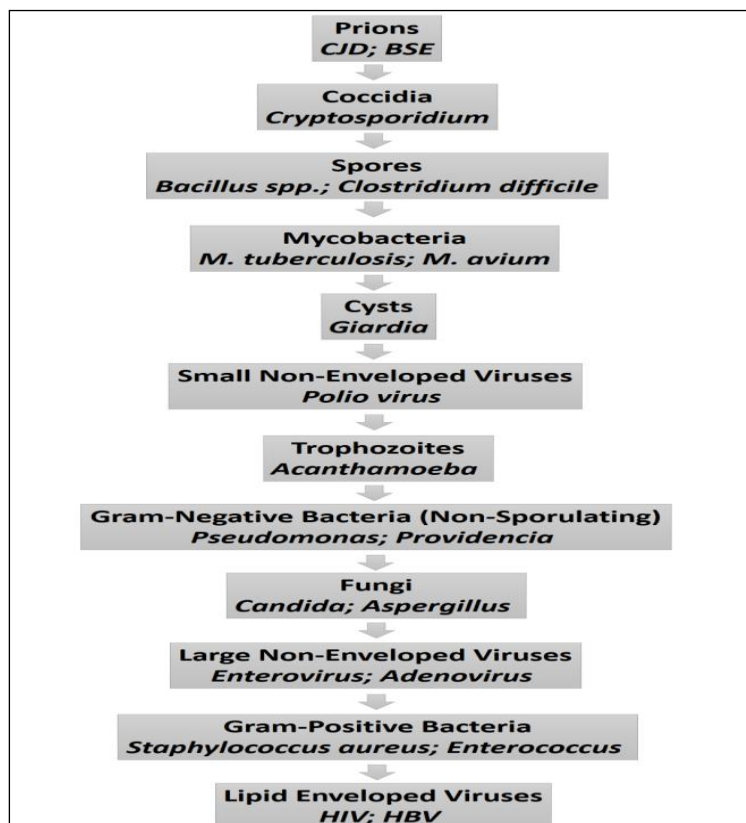 Prions
CJD; BSE
Coccidia
Cryptosporidium
Spores
Bacillus spp.; Clostridium difficile
Mycobacteria
M. tuberculosis; M. avium
Cysts
Giardia
Small Non-Enveloped Viruses
Polio virus
Trophozoites
Acanthamoeba
Gram-Negative Bacteria (Non-Sporulating)
Pseudomonas; Providencia
Fungi
Candida; Aspergillus
Large Non-Enveloped Viruses
Enterovirus; Adenovirus
Gram-Positive Bacteria
Staphylococcus aureus; Enterococcus
Lipid Enveloped Viruses
HIV; HBV